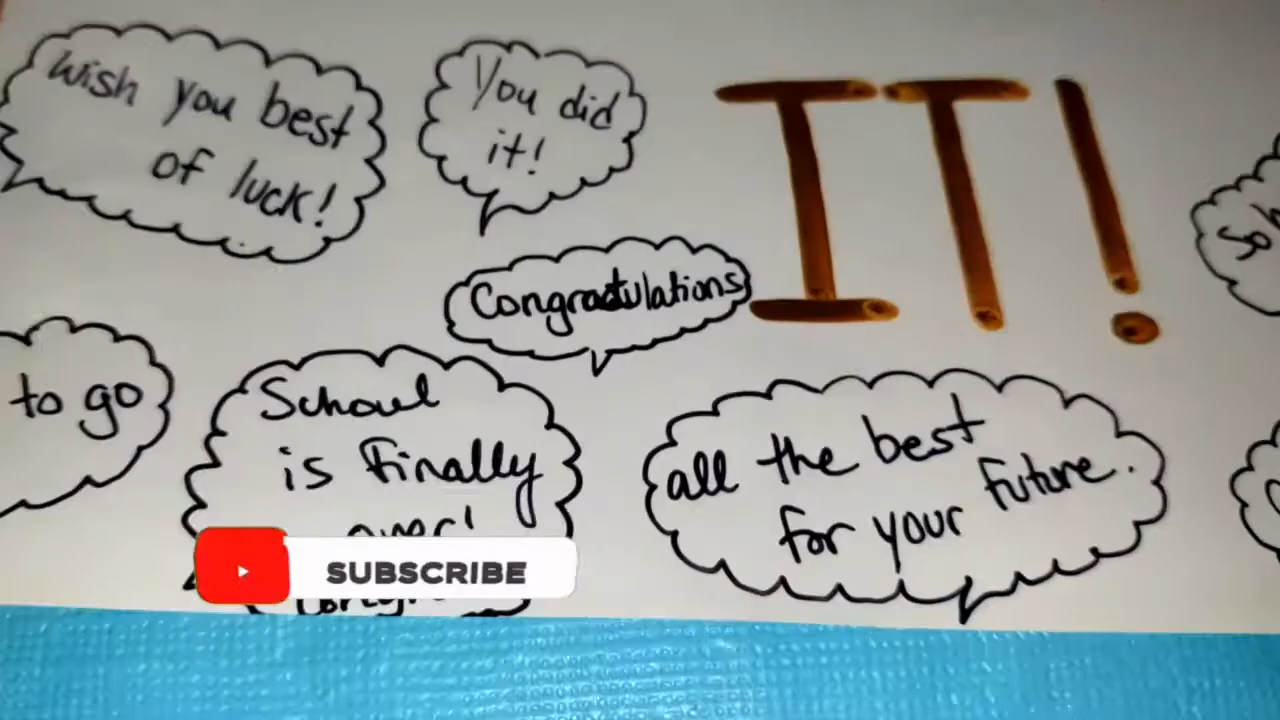 Wish you best
of luck!
You did
it!
IT!
Congratulations
to go
School
is finally
over!
SUBSCRIBE
all the best
for your future.